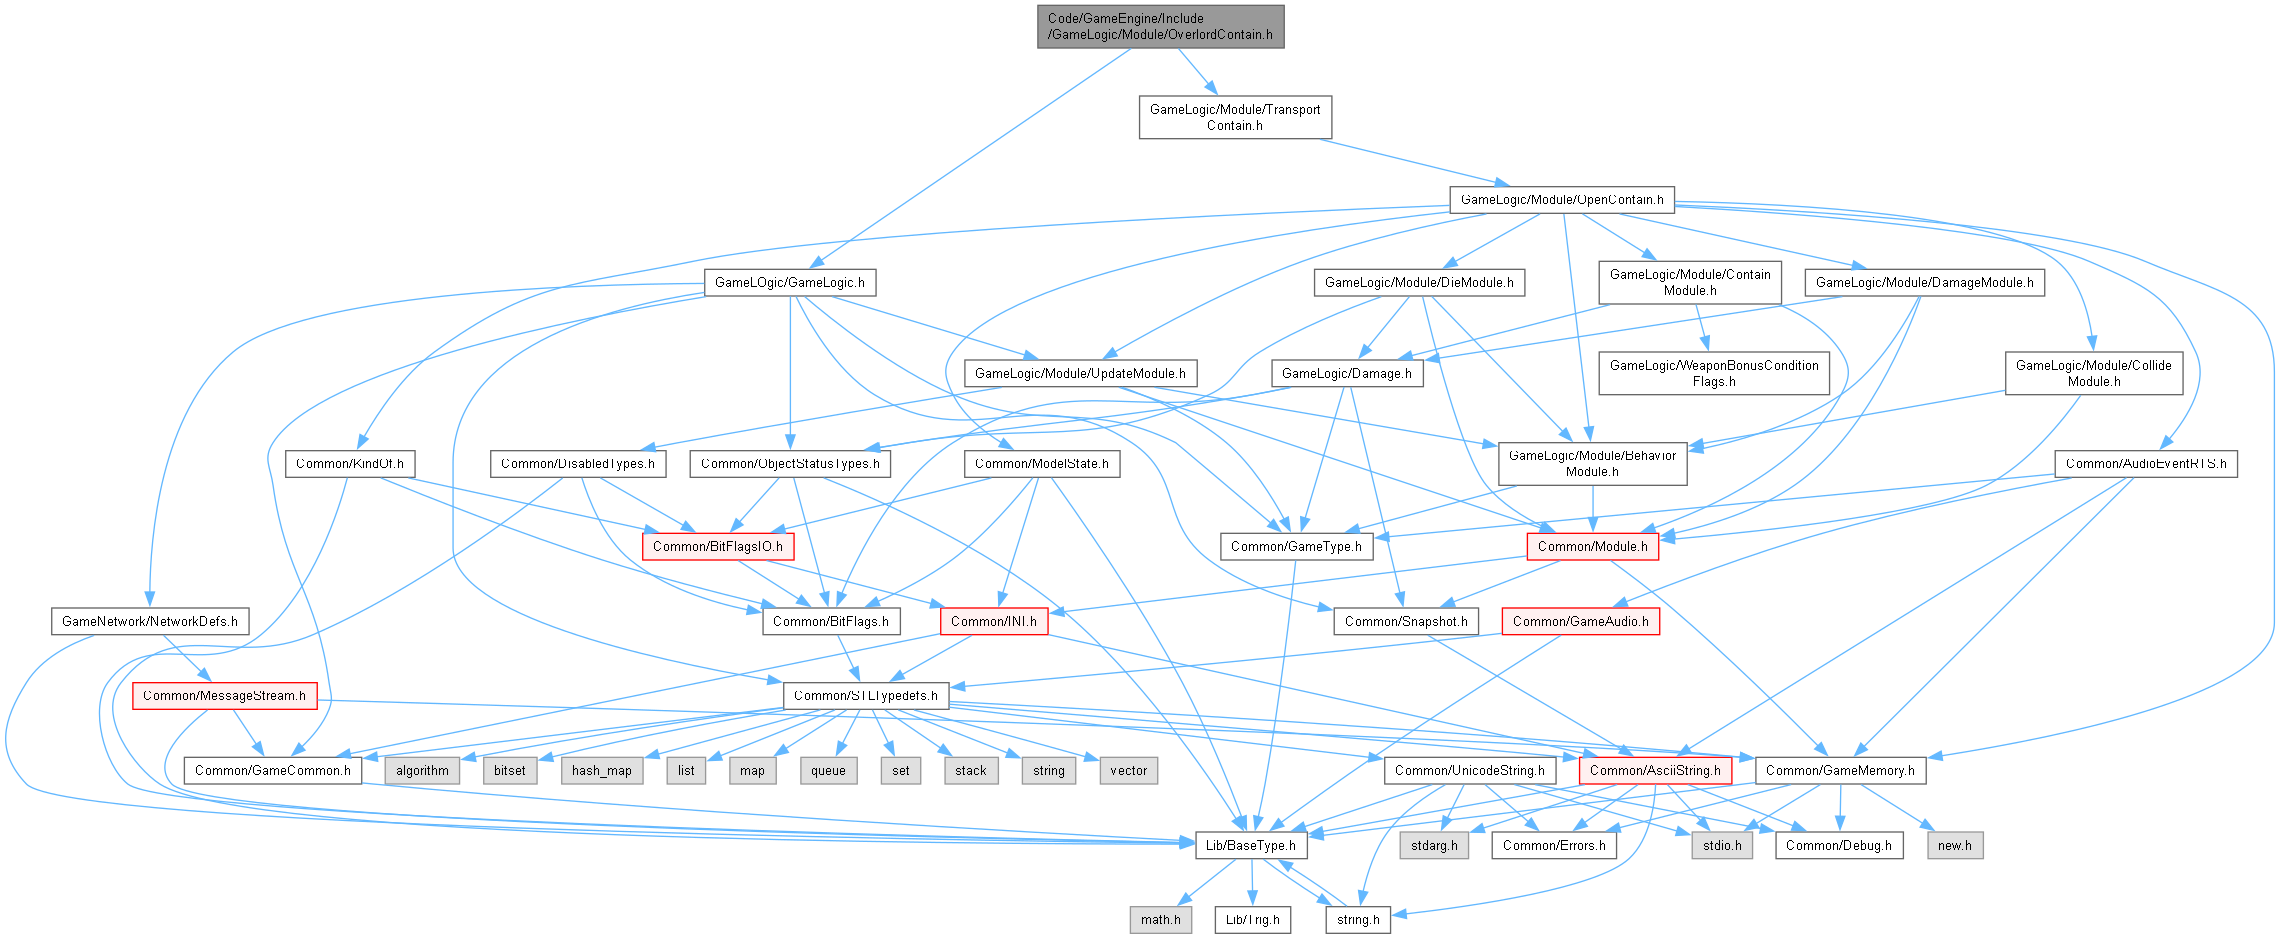 Code/GameEngine/Include
/GameLogic/Module/OverlordContain.h
GameLogic/Module/Transport
Contain.h
GameLogic/Module/OpenContain.h
GameLOgic/GameLogic.h
GameLogic/Module/DieModule.h
GameLogic/Module/Contain
Module.h
GameLogic/Module/DamageModule.h
GameLogic/Module/UpdateModule.h
GameLogic/Damage.h
GameLogic/WeaponBonusCondition
Flags.h
GameLogic/Module/Collide
Module.h
Common/KindOf.h
Common/DisabledTypes.h
Common/ObjectStatusTypes.h
Common/ModelState.h
GameLogic/Module/Behavior
Module.h
Common/AudioEventRTS.h
Common/BitFlagsIO.h
Common/GameType.h
Common/Module.h
GameNetwork/NetworkDefs.h
Common/BitFlags.h
Common/INI.h
Common/Snapshot.h
Common/GameAudio.h
Common/MessageStream.h
Common/STLTypedefs.h
Common/GameCommon.h
algorithm
bitset
hash_map
list
map
queue
set
stack
string
vector
Common/UnicodeString.h
Common/AsciiString.h
Common/GameMemory.h
Lib/BaseType.h
stdarg.h
Common/Errors.h
stdio.h
Common/Debug.h
new.h
math.h
Lib/Trig.h
string.h